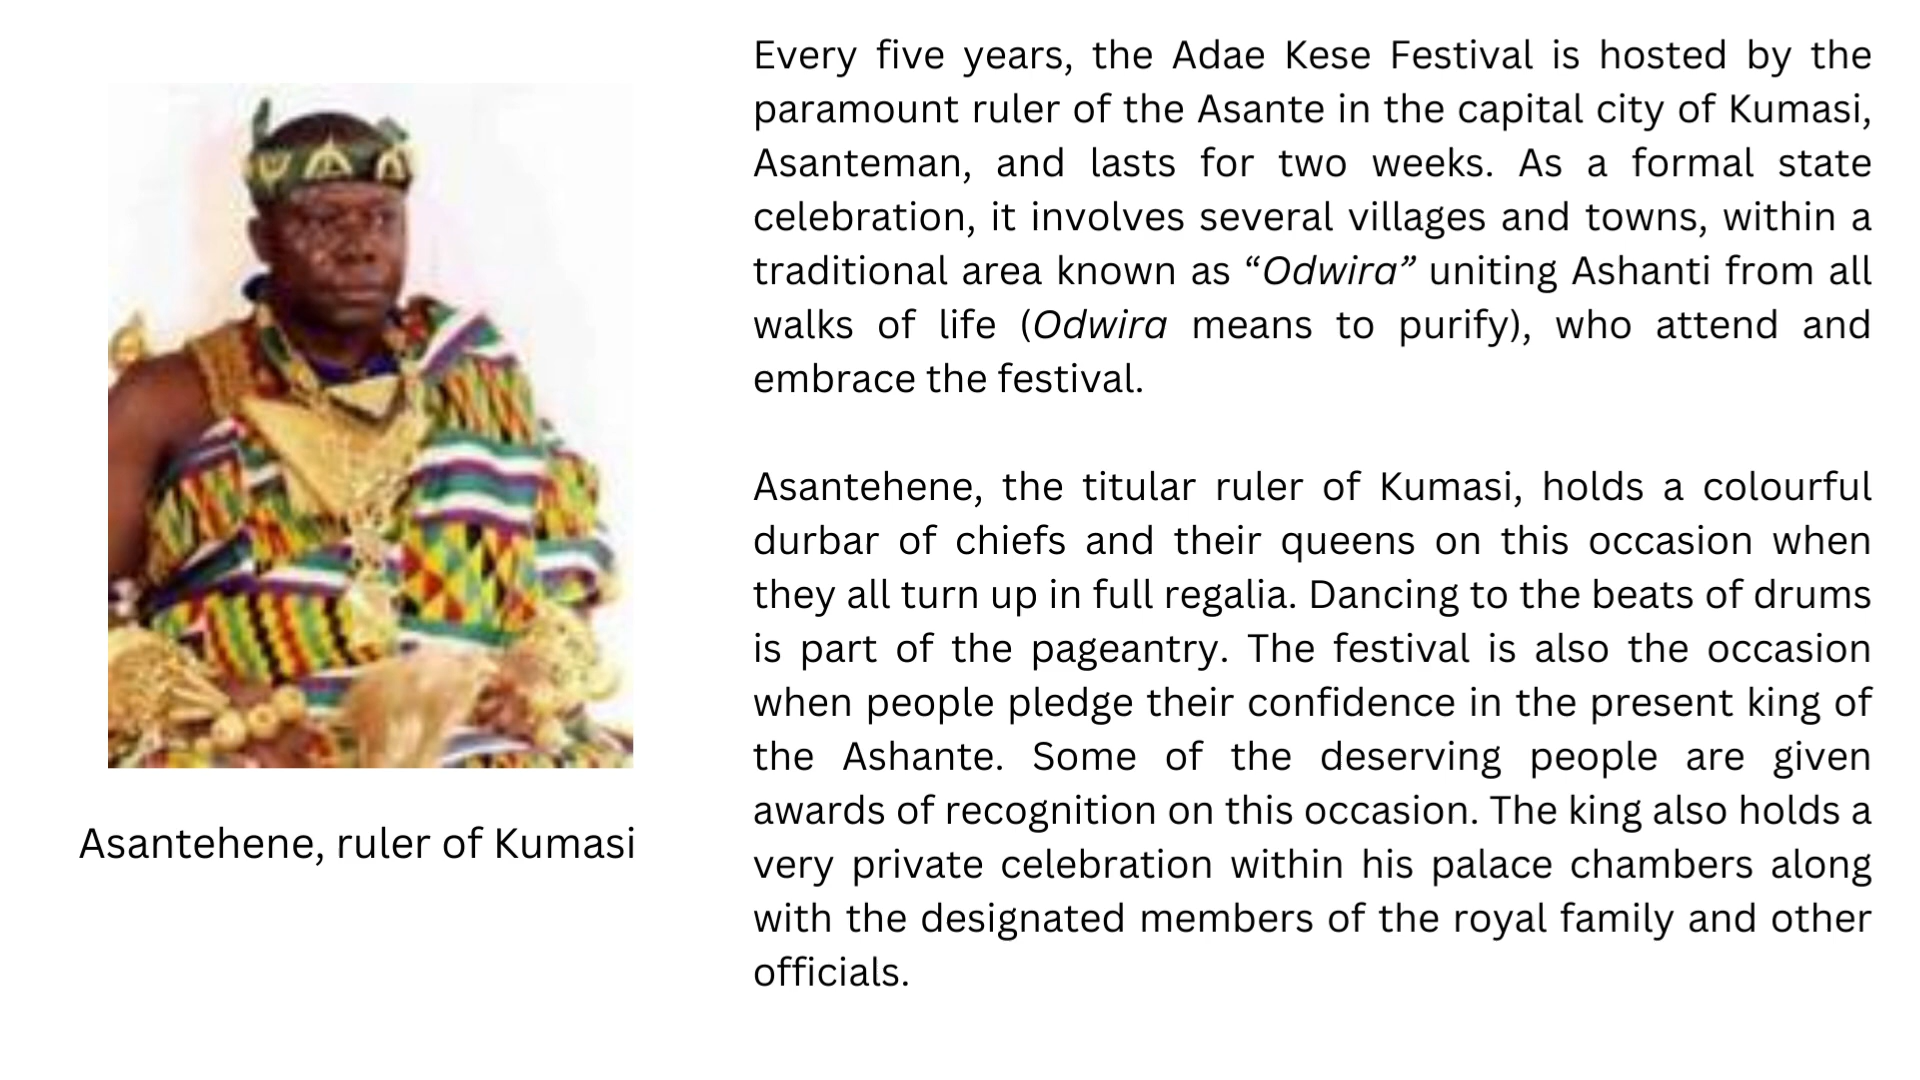 Every five years, the Adae Kese Festival is hosted by the
paramount ruler of the Asante in the capital city of Kumasi,
Asanteman, and lasts for two weeks. As a formal state
celebration, it involves several villages and towns, within a
traditional area known as “Odwira” uniting Ashanti from all
walks of life (Odwira means to purify), who attend and
embrace the festival.
Asantehene, the titular ruler of Kumasi, holds a colourful
durbar of chiefs and their queens on this occasion when
they all turn up in full regalia. Dancing to the beats of drums
is part of the pageantry. The festival is also the occasion
when people pledge their confidence in the present king of
the Ashante. Some of the deserving people are given
awards of recognition on this occasion. The king also holds a
very private celebration within his palace chambers along
with the designated members of the royal family and other
officials.
Asantehene, ruler of Kumasi